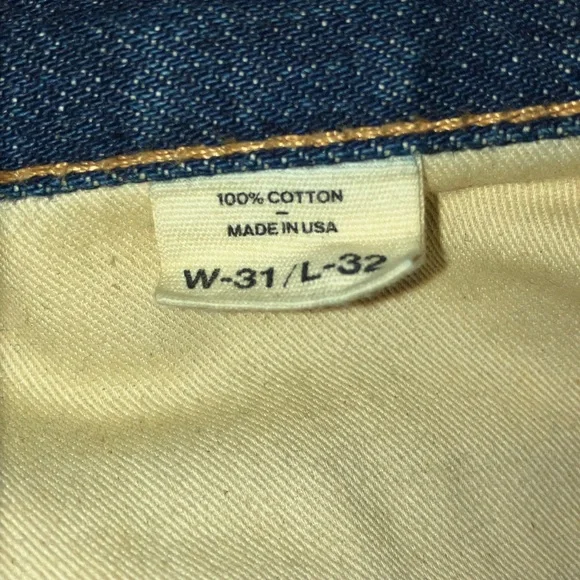 100% COTTON
–
MADE IN USA
W-31/L-32